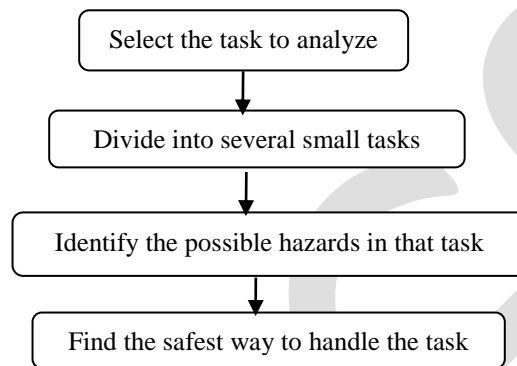 Select the task to analyze
Divide into several small tasks
Identify the possible hazards in that task
Find the safest way to handle the task